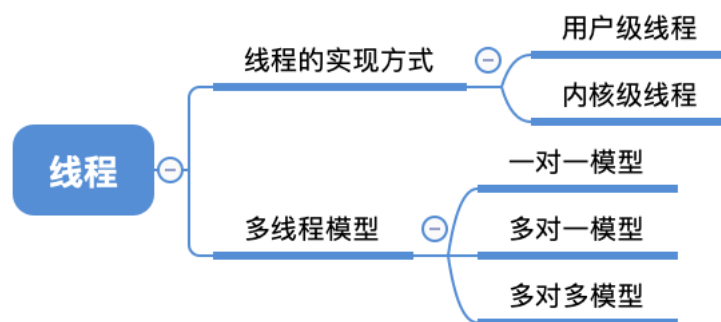 线程
线程的实现方式
用户级线程
内核级线程
多线程模型
一对一模型
多对一模型
多对多模型